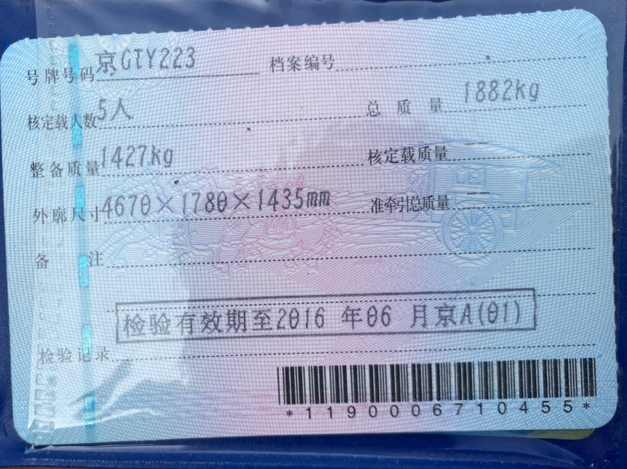 号牌号码 京GTY223 档案编号
核定载人数 5人 总质量 1882kg
整备质量 1427kg 核定载质量 --
外廓尺寸 4670×1780×1435mm 准牵引总质量 --
备注
检验有效期至2016年06月京A(01)
检验记录
*1190006710455*